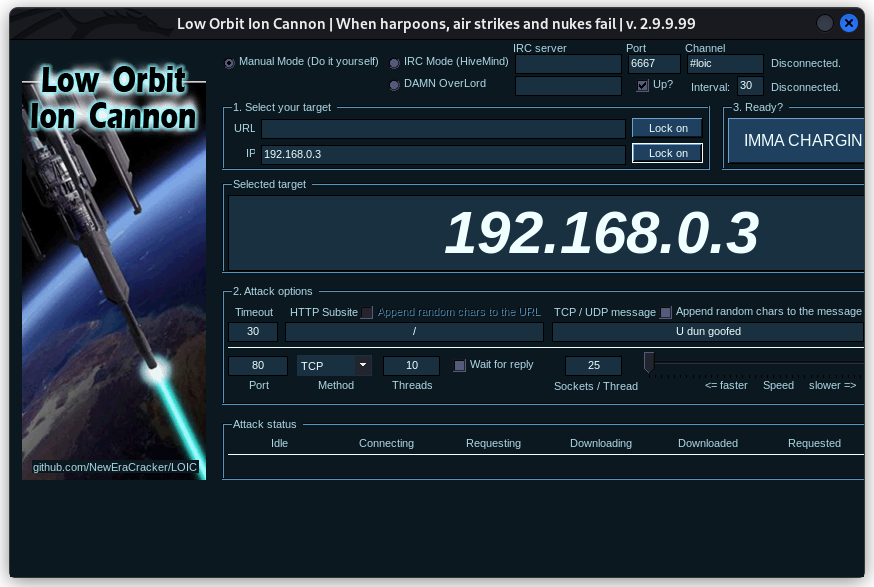 Low Orbit Ion Cannon | When harpoons, air strikes and nukes fail | v. 2.9.9.99
Low Orbit
Ion Cannon
github.com/NewEraCracker/LOIC
IRC server Port Channel
Manual Mode (Do it yourself) IRC Mode (HiveMind) 6667 #loic Disconnected.
DAMN OverLord Up? Interval: 30 Disconnected.
1. Select your target
URL Lock on
IP 192.168.0.3 Lock on
3. Ready?
IMMA CHARGIN
Selected target
192.168.0.3
2. Attack options
Timeout HTTP Subsite Append random chars to the URL TCP / UDP message Append random chars to the message
30 / U dun goofed
80 TCP 10 Wait for reply 25
Port Method Threads Sockets / Thread <= faster Speed slower =>
Attack status
Idle Connecting Requesting Downloading Downloaded Requested